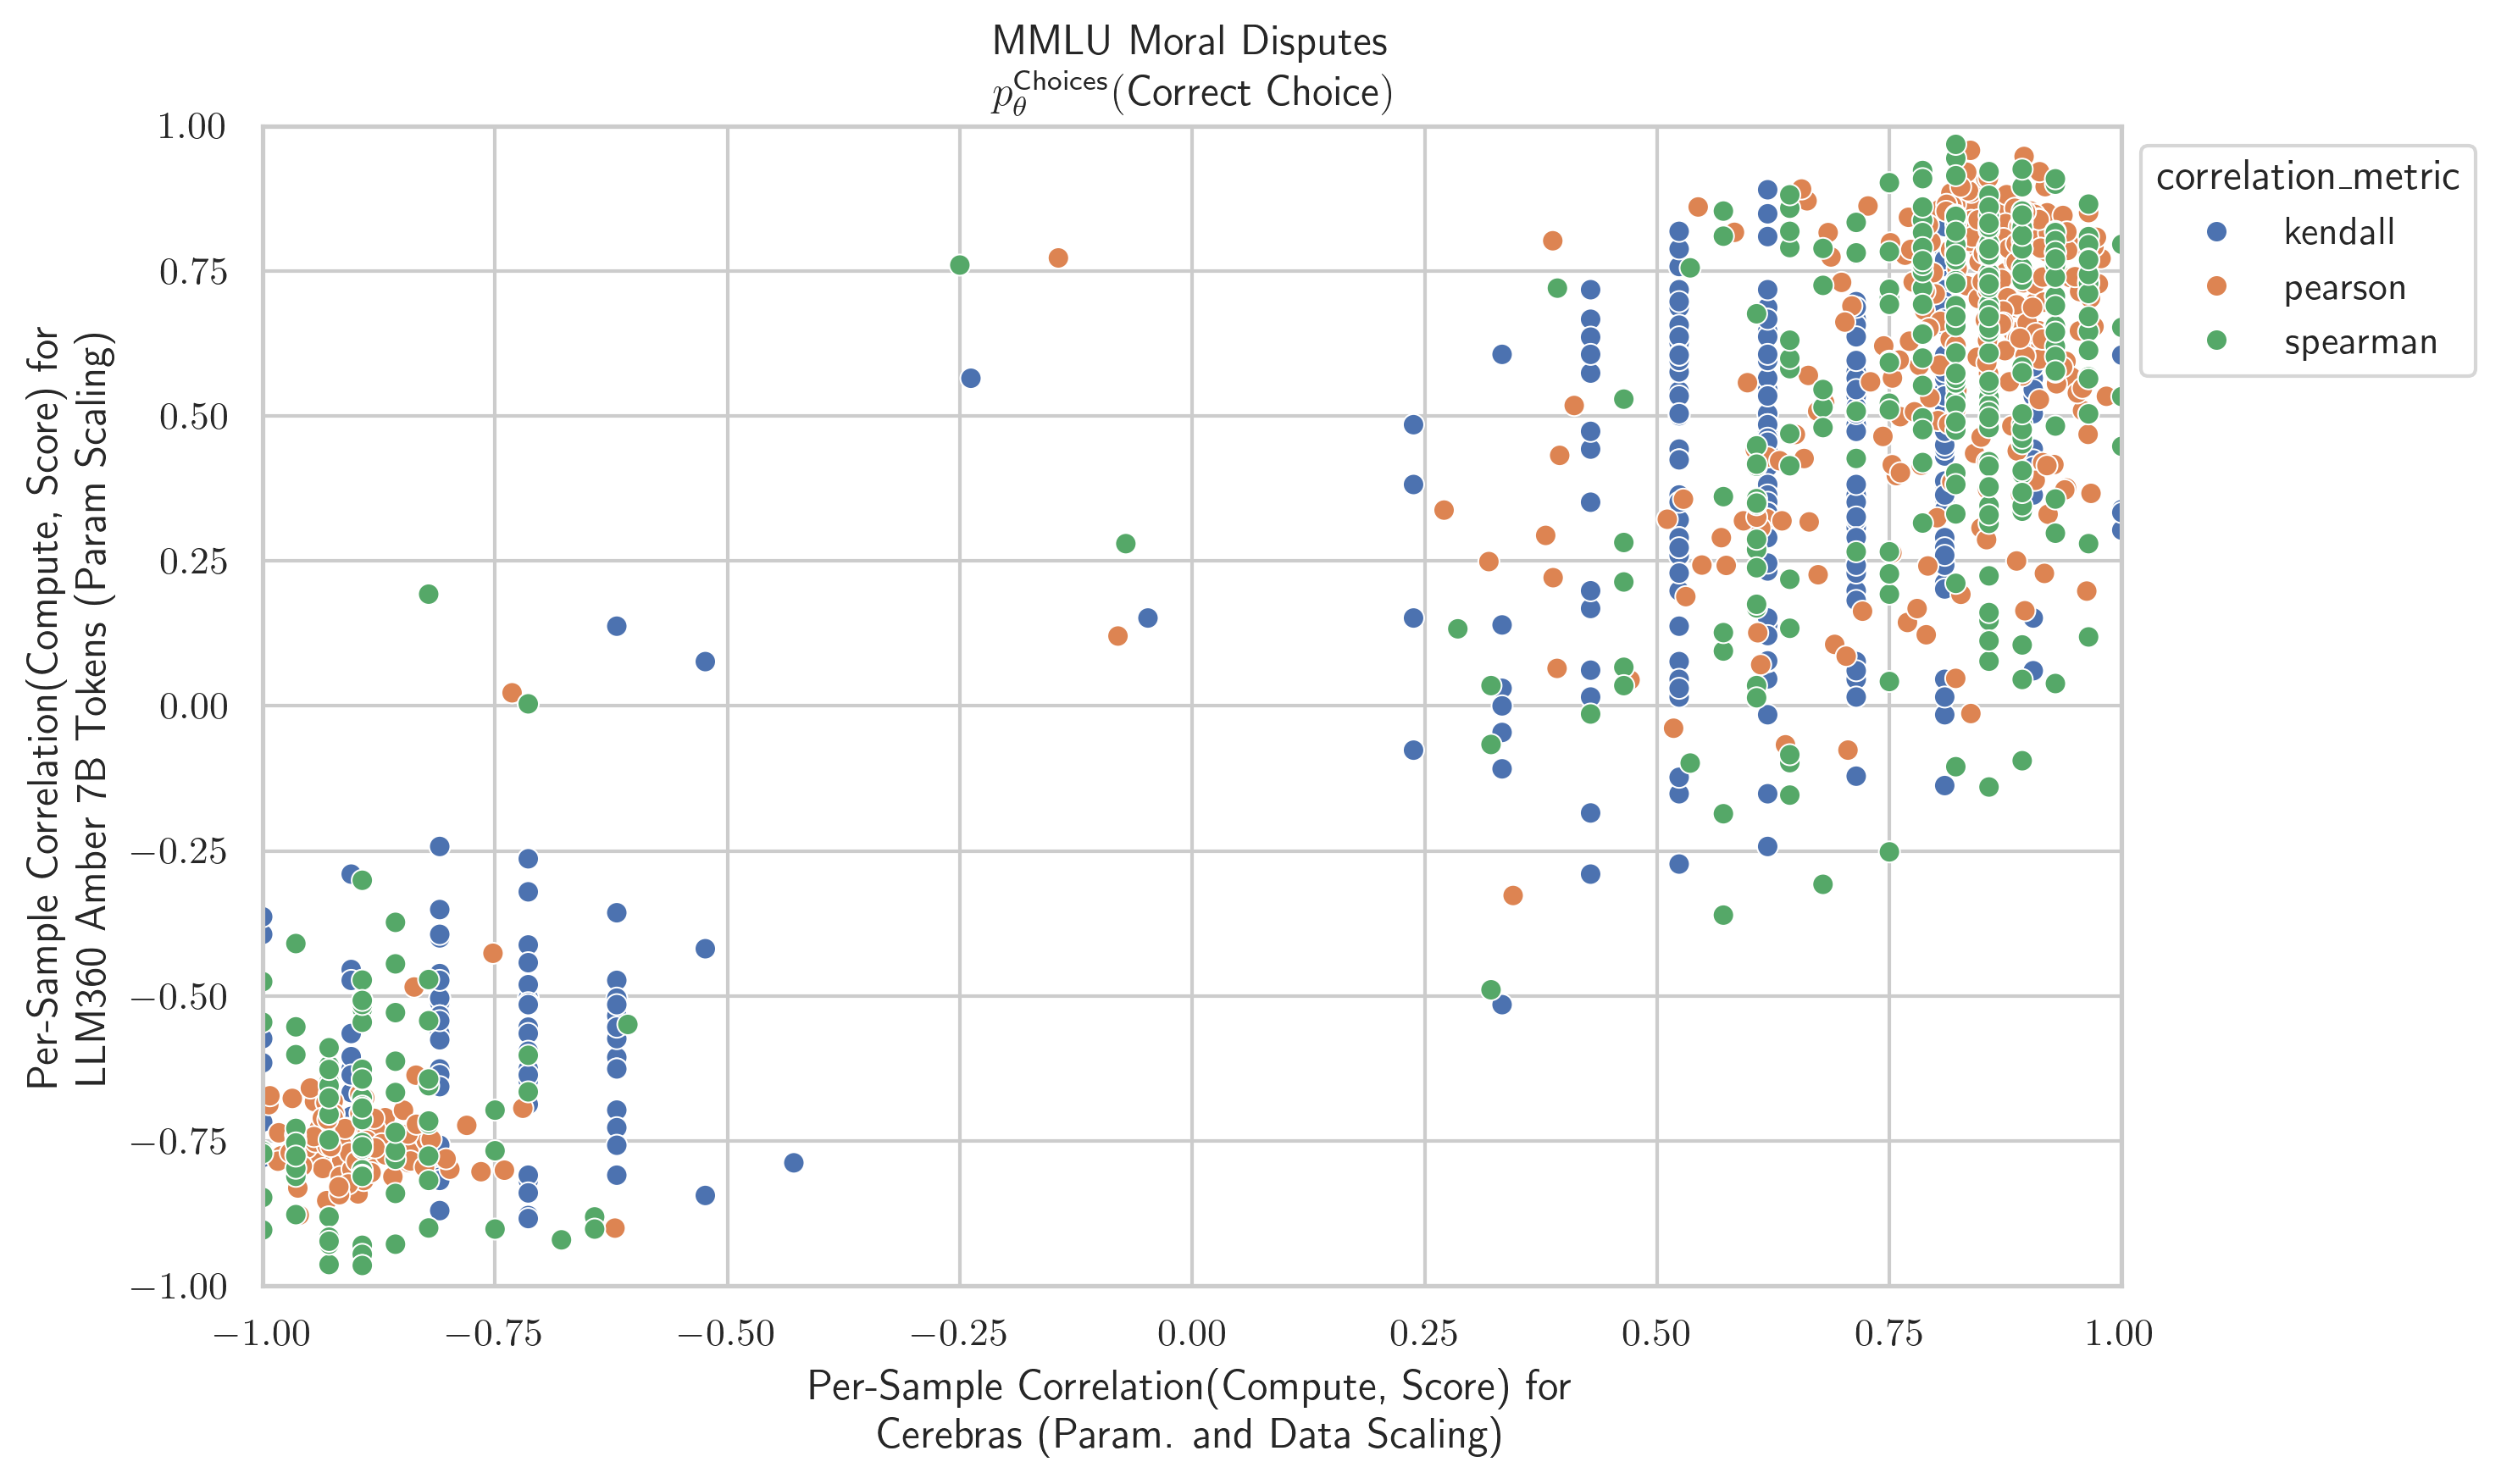 MMLU Moral Disputes
p_θ^Choices(Correct Choice)
1.00
0.75
0.50
0.25
0.00
−0.25
−0.50
−0.75
−1.00
Per-Sample Correlation(Compute, Score) for
LLM360 Amber 7B Tokens (Param Scaling)
correlation_metric
kendall
pearson
spearman
−1.00 −0.75 −0.50 −0.25 0.00 0.25 0.50 0.75 1.00
Per-Sample Correlation(Compute, Score) for
Cerebras (Param. and Data Scaling)